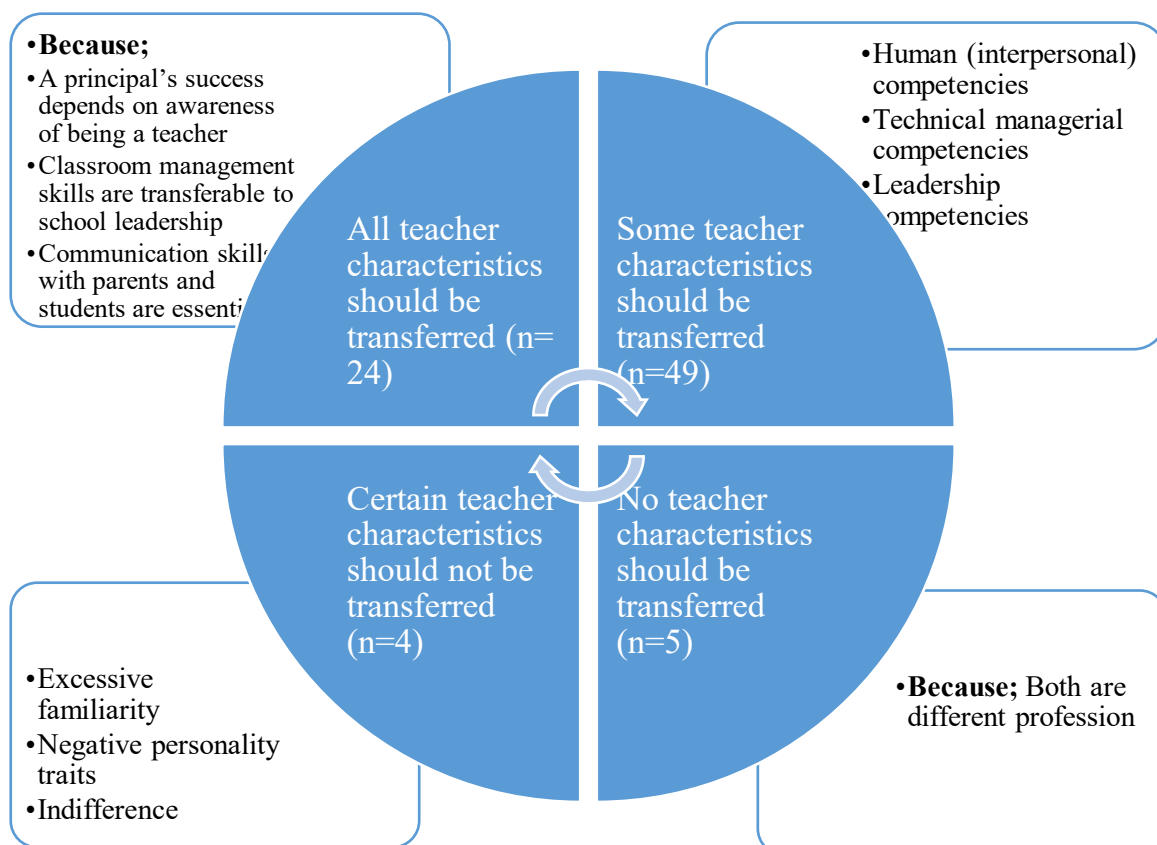 •Because;
•A principal's success
depends on awareness
of being a teacher
•Classroom management
skills are transferable to
school leadership
•Communication skills
with parents and
students are
•Human (interpersonal)
competencies
•Technical managerial
competencies
•Leadership
competencies
All teacher
characteristics
should be
transferred (n=
24)
Some teacher
characteristics
should be
transferred
(n=49)
Certain teacher
characteristics
should not be
transferred
(n=4)
No teacher
characteristics
should be
transferred
(n=5)
•Excessive
familiarity
•Negative personality
traits
•Indifference
•Because; Both are
different profession